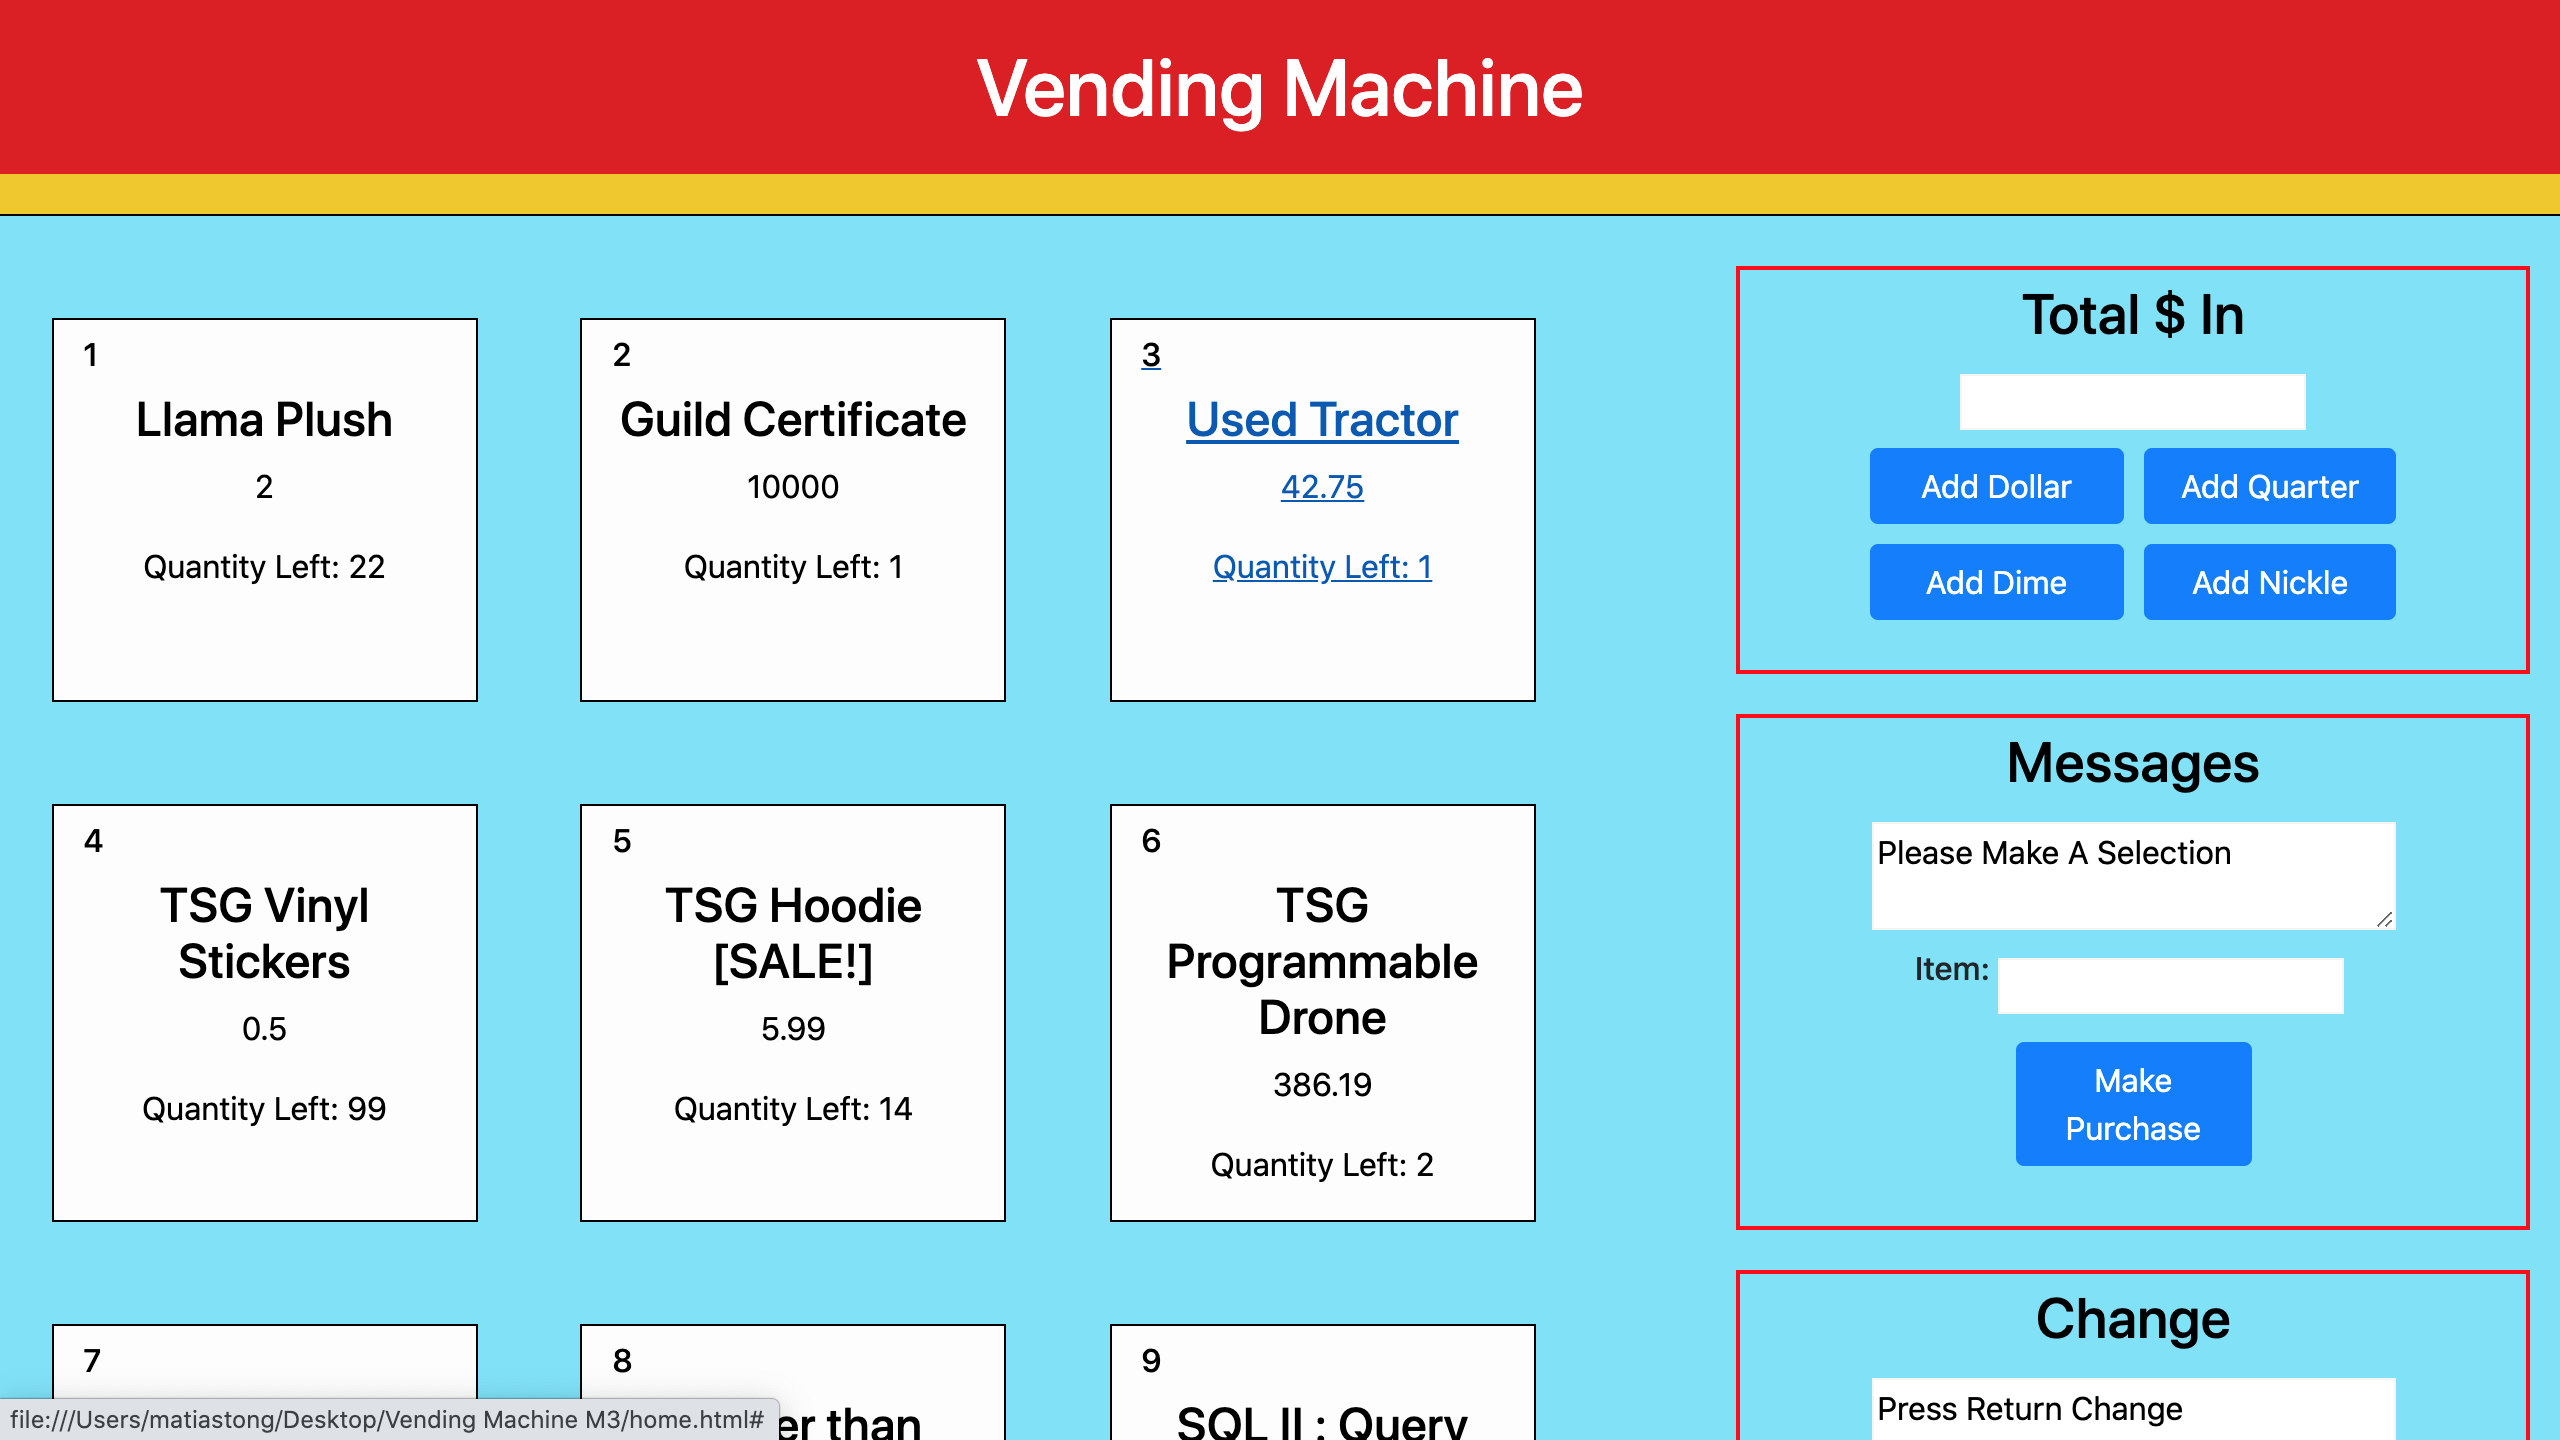 Vending Machine
1
Llama Plush
2
Quantity Left: 22
2
Guild Certificate
10000
Quantity Left: 1
3
Used Tractor
42.75
Quantity Left: 1
4
TSG Vinyl
Stickers
0.5
Quantity Left: 99
5
TSG Hoodie
[SALE!]
5.99
Quantity Left: 14
6
TSG
Programmable
Drone
386.19
Quantity Left: 2
7
8
than
9
SQL II : Query
Total $ In
Add Dollar
Add Quarter
Add Dime
Add Nickle
Messages
Please Make A Selection
Item:
Make
Purchase
Change
Press Return Change
file:///Users/matiastong/Desktop/Vending Machine M3/home.html#